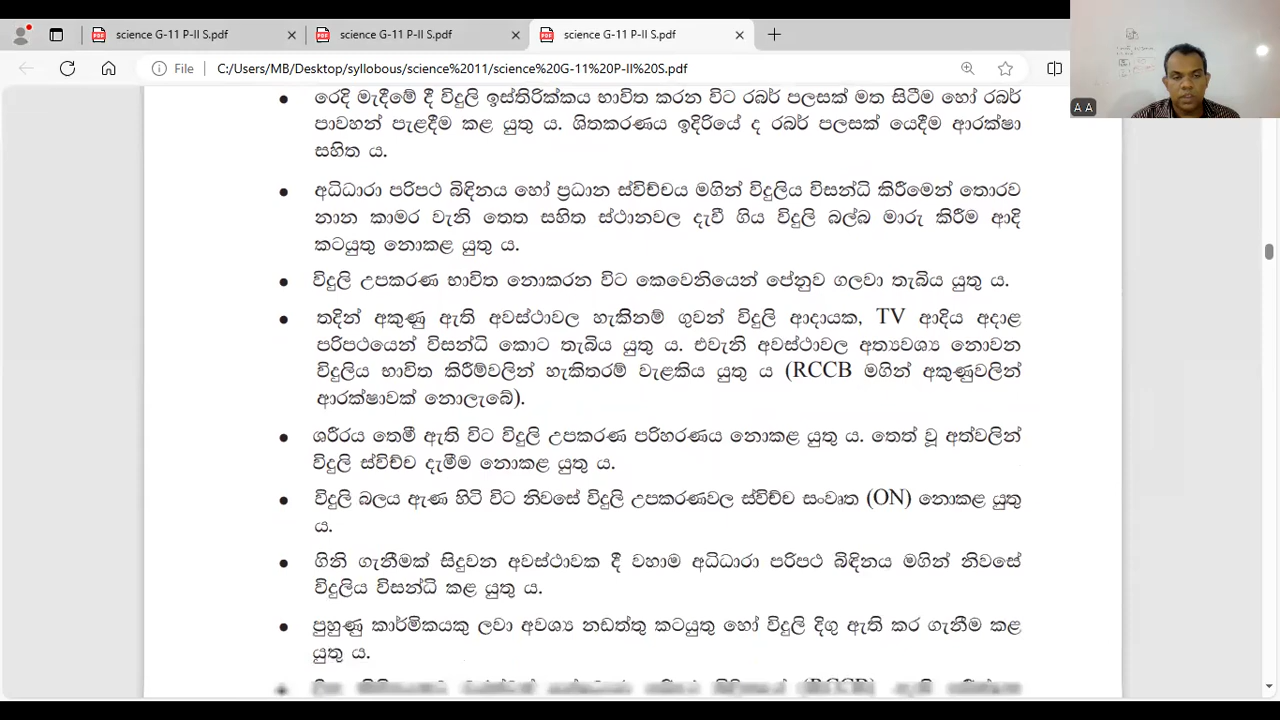 science G-11 P-II S.pdf
science G-11 P-II S.pdf
science G-11 P-II S.pdf
File
C:/Users/MB/Desktop/syllobous/science%2011/science%20G-11%20P-II%20S.pdf
A A
• රෙදි මැදීමේ දී විදුලි ඉස්තිරික්කය භාවිත කරන විට රබර් පලසක් මත සිටීම හෝ රබර්
පාවහන් පැළදීම කළ යුතු ය. ශිතකරණය ඉදිරියේ ද රබර් පලසක් යෙදීම ආරක්ෂා
සහිත ය.
• අධිධාරා පරිපථ බිඳිනය හෝ ප්‍රධාන ස්විච්චය මගින් විදුලිය විසන්ධි කිරීමෙන් තොරව
නාන කාමර වැනි තෙත සහිත ස්ථානවල දැවී ගිය විදුලි බල්බ මාරු කිරීම ආදි
කටයුතු නොකළ යුතු ය.
• විදුලි උපකරණ භාවිත නොකරන විට කෙවෙනියෙන් පේනුව ගලවා තැබිය යුතු ය.
• තදින් අකුණු ඇති අවස්ථාවල හැකිනම් ගුවන් විදුලි ආදායක, TV ආදිය අදාළ
පරිපථයෙන් විසන්ධි කොට තැබිය යුතු ය. එවැනි අවස්ථාවල අත්‍යවශ්‍ය නොවන
විදුලිය භාවිත කිරීම්වලින් හැකිතරම් වැළකිය යුතු ය (RCCB මගින් අකුණුවලින්
ආරක්ෂාවක් නොලැබේ).
• ශරීරය තෙමී ඇති විට විදුලි උපකරණ පරිහරණය නොකළ යුතු ය. තෙත් වූ අත්වලින්
විදුලි ස්විච්ච දැමීම නොකළ යුතු ය.
• විදුලි බලය ඇණ හිටි විට නිවසේ විදුලි උපකරණවල ස්විච්ච සංවෘත (ON) නොකළ යුතු
ය.
• ගිනි ගැනීමක් සිදුවන අවස්ථාවක දී වහාම අධිධාරා පරිපථ බිඳිනය මගින් නිවසේ
විදුලිය විසන්ධි කළ යුතු ය.
• පුහුණු කාර්මිකයකු ලවා අවශ්‍ය නඩත්තු කටයුතු හෝ විදුලි දිගු ඇති කර ගැනීම කළ
යුතු ය.